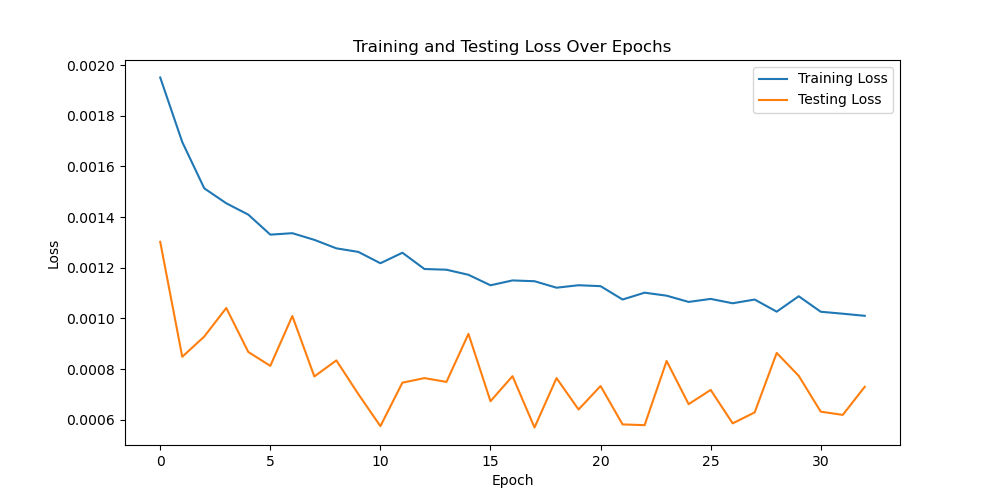 Training and Testing Loss Over Epochs
Training Loss
Testing Loss
0.0020
0.0018
0.0016
0.0014
0.0012
0.0010
0.0008
0.0006
Loss
0 5 10 15 20 25 30
Epoch